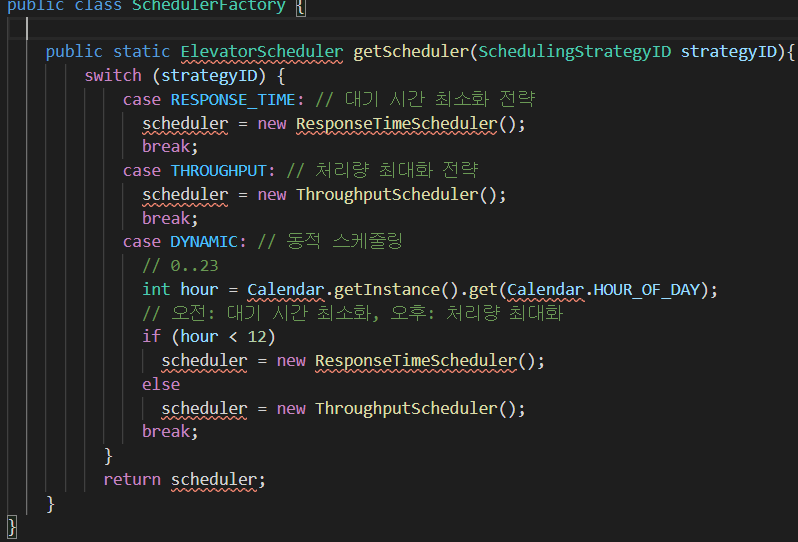 public class SchedulerFactory {
public static ElevatorScheduler getScheduler(SchedulingStrategyID strategyID){
switch (strategyID) {
case RESPONSE_TIME: // 대기 시간 최소화 전략
scheduler = new ResponseTimeScheduler();
break;
case THROUGHPUT: // 처리량 최대화 전략
scheduler = new ThroughputScheduler();
break;
case DYNAMIC: // 동적 스케줄링
// 0..23
int hour = Calendar.getInstance().get(Calendar.HOUR_OF_DAY);
// 오전: 대기 시간 최소화, 오후: 처리량 최대화
if (hour < 12)
scheduler = new ResponseTimeScheduler();
else
scheduler = new ThroughputScheduler();
break;
}
return scheduler;
}
}